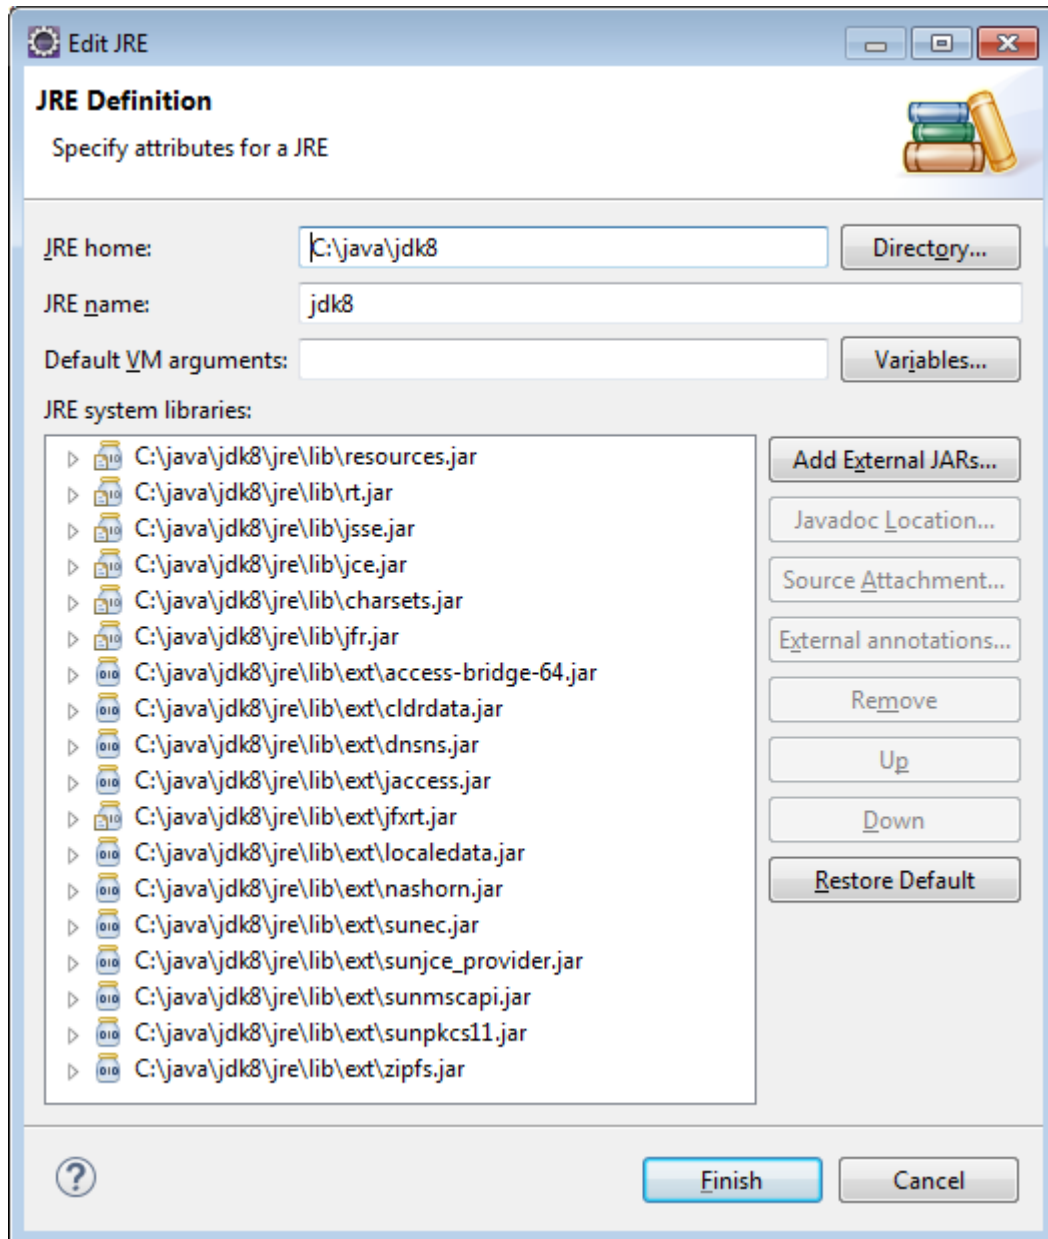 Edit JRE
JRE Definition
Specify attributes for a JRE
JRE home:
C:\java\jdk8
Directory...
JRE name:
jdk8
Default VM arguments:
Variables...
JRE system libraries:
C:\java\jdk8\jre\lib\resources.jar
C:\java\jdk8\jre\lib\rt.jar
C:\java\jdk8\jre\lib\jsse.jar
C:\java\jdk8\jre\lib\jce.jar
C:\java\jdk8\jre\lib\charsets.jar
C:\java\jdk8\jre\lib\jfr.jar
C:\java\jdk8\jre\lib\ext\access-bridge-64.jar
C:\java\jdk8\jre\lib\ext\cldrdata.jar
C:\java\jdk8\jre\lib\ext\dnsns.jar
C:\java\jdk8\jre\lib\ext\jaccess.jar
C:\java\jdk8\jre\lib\ext\jfxrt.jar
C:\java\jdk8\jre\lib\ext\localedata.jar
C:\java\jdk8\jre\lib\ext\nashorn.jar
C:\java\jdk8\jre\lib\ext\sunec.jar
C:\java\jdk8\jre\lib\ext\sunjce_provider.jar
C:\java\jdk8\jre\lib\ext\sunmscapi.jar
C:\java\jdk8\jre\lib\ext\sunpkcs11.jar
C:\java\jdk8\jre\lib\ext\zipfs.jar
Add External JARs...
Javadoc Location...
Source Attachment...
External annotations...
Remove
Up
Down
Restore Default
?
Finish
Cancel